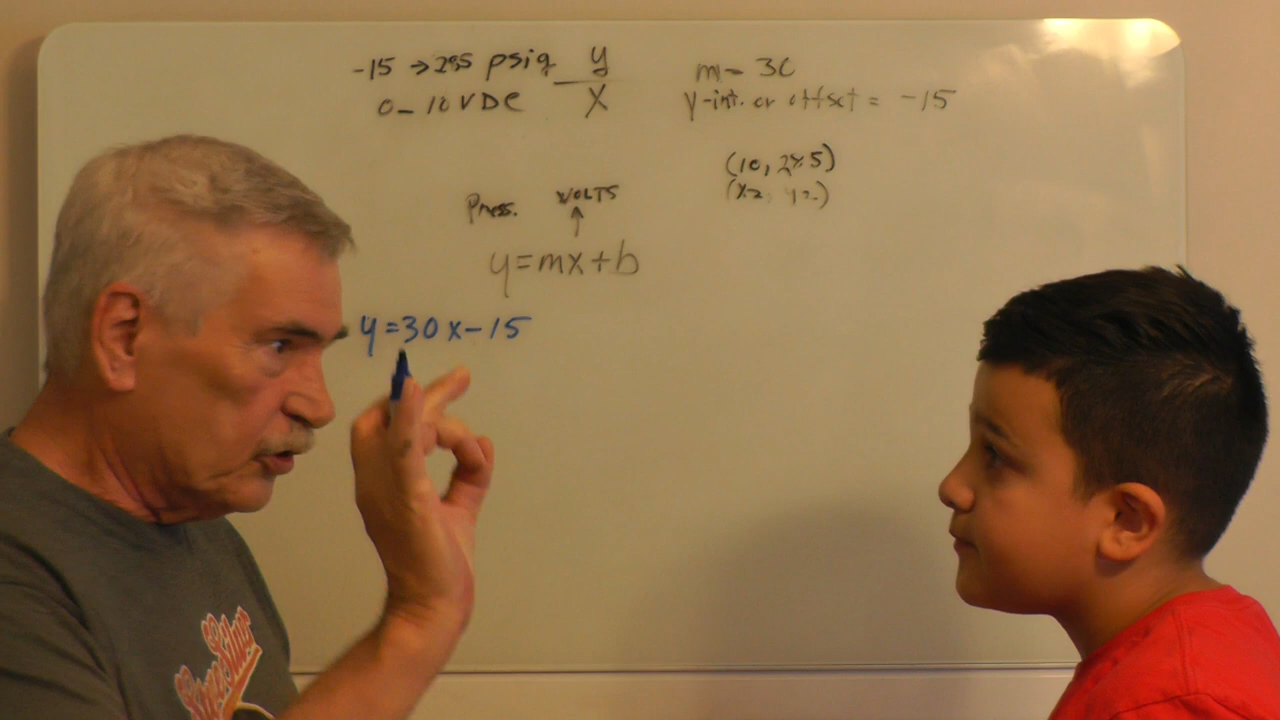 -15 → 285 psig y
0-10 VDC X
m = 30
y-int. or offset = -15
(10, 285)
(x2, y2)
Press. VOLTS
y=mx+b
y=30x-15